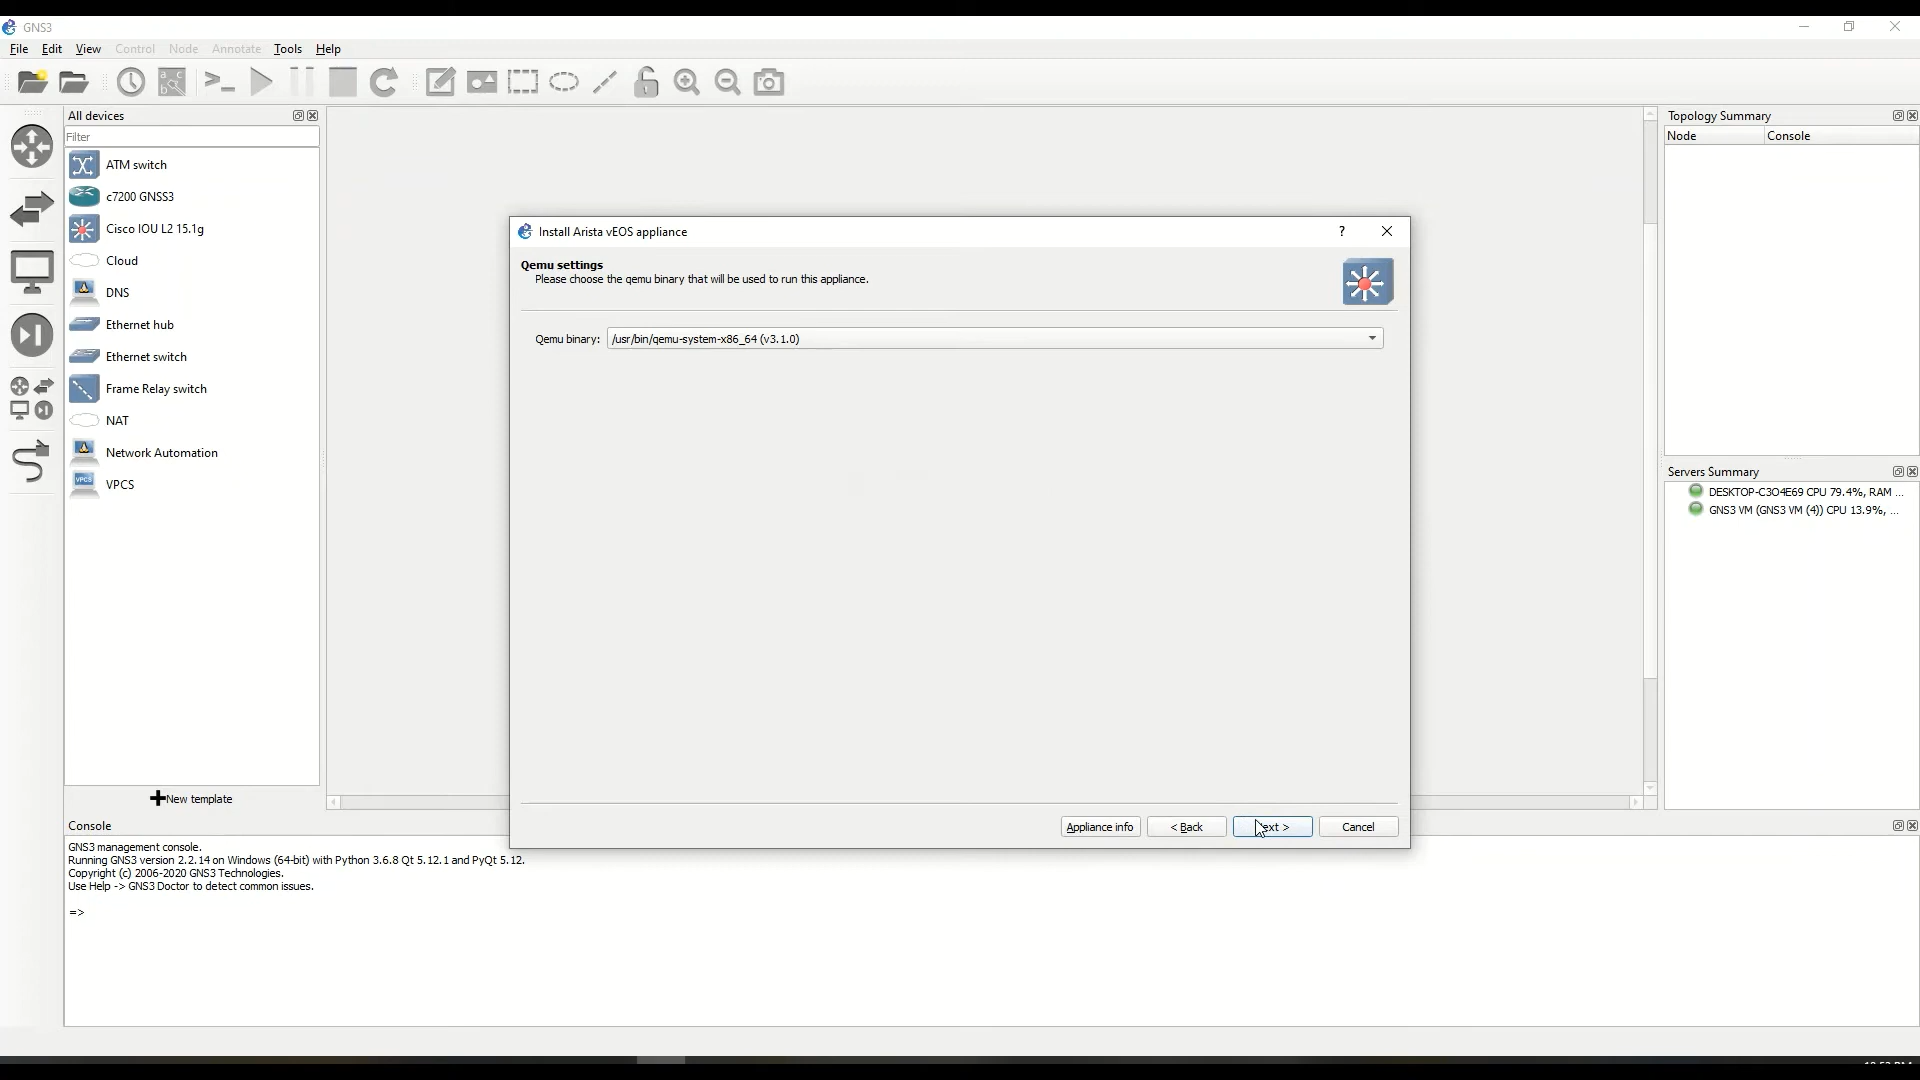 GNS3
File Edit View Control Node Annotate Tools Help
All devices
Filter
ATM switch
c7200 GNSS3
Cisco IOU L2 15.1g
Cloud
DNS
Ethernet hub
Ethernet switch
Frame Relay switch
NAT
Network Automation
VPCS
VPCS
New template
Install Arista vEOS appliance
?
Qemu settings
Please choose the qemu binary that will be used to run this appliance.
Qemu binary: /usr/bin/qemu-system-x86_64 (v3.1.0)
Appliance info < Back ext > Cancel
Topology Summary
Node Console
Servers Summary
DESKTOP-C3O4E69 CPU 79.4%, RAM ...
GNS3 VM (GNS3 VM (4)) CPU 13.9%, ...
Console
GNS3 management console.
Running GNS3 version 2.2.14 on Windows (64-bit) with Python 3.6.8 Qt 5.12.1 and PyQt 5.12.
Copyright (c) 2006-2020 GNS3 Technologies.
Use Help -> GNS3 Doctor to detect common issues.
=>